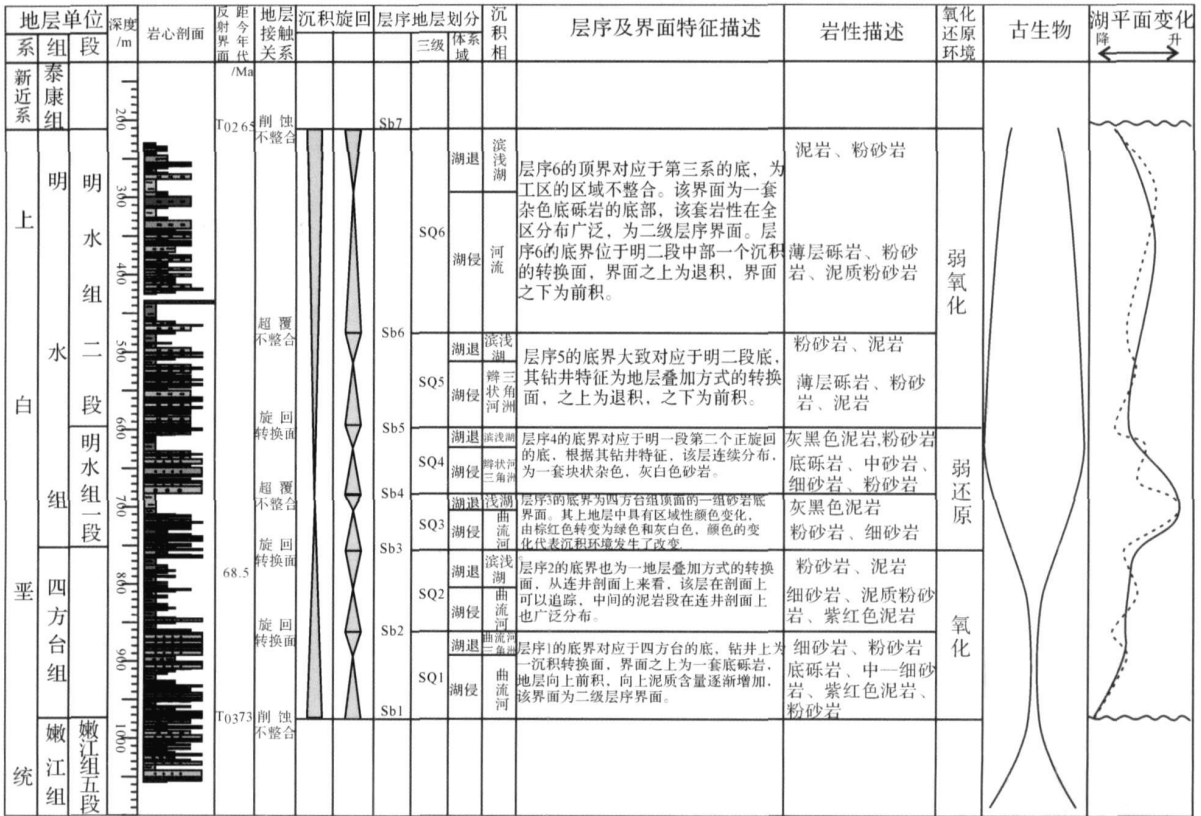 地层单位
系 组 段
深度
/m
岩心剖面
反射界面
距今年代
/Ma
地层
接触
关系
沉积旋回
层序地层划分
三级
体系域
沉积相
层序及界面特征描述
岩性描述
氧化
还原
环境
古生物
湖平面变化
降 升
新近系
泰康组
上白垩统
明水组
明水组二段
明水组一段
四方台组
嫩江组
嫩江组五段
200
300
400
500
600
700
800
900
1000
T0265
68.5
T0373
削 蚀
不整合
超 覆
不整合
旋 回
转换面
超 覆
不整合
旋 回
转换面
旋 回
转换面
削 蚀
不整合
Sb7
Sb6
Sb5
Sb4
Sb3
Sb2
Sb1
SQ6
SQ5
SQ4
SQ3
SQ2
SQ1
湖退
滨浅湖
湖侵
河流
湖退
滨浅湖
湖侵
辫状河三角洲
湖退
滨浅湖
湖侵
辫状河
三角洲
湖退
浅湖
湖侵
曲流河
湖退
滨浅湖
湖侵
曲流河
湖退
曲流河
三角洲
湖侵
曲流河
层序6的顶界对应于第三系的底，为
工区的区域不整合。该界面为一套
杂色底砾岩的底部，该套岩性在全
区分布广泛，为二级层序界面。层
序6的底界位于明二段中部一个沉积
的转换面，界面之上为退积，界面
之下为前积。
层序5的底界大致对应于明二段底，
其钻井特征为地层叠加方式的转换
面，之上为退积，之下为前积。
层序4的底界对应于明一段第二个正旋回
的底，根据其钻井特征，该层连续分布，
为一套块状杂色，灰白色砂岩。
层序3的底界为四方台组顶面的一组砂岩底
界面。其上地层中具有区域性颜色变化，
由棕红色转变为绿色和灰白色，颜色的变
化代表沉积环境发生了改变.
层序2的底界也为一地层叠加方式的转换
面，从连井剖面上来看，该层在剖面上
可以追踪，中间的泥岩段在连井剖面上
也广泛分布。
层序1的底界对应于四方台的底，钻井上为
一沉积转换面，界面之上为一套底砾岩，
地层向上前积，向上泥质含量逐渐增加，
该界面为二级层序界面。
泥岩、粉砂岩
薄层砾岩、粉砂
岩、泥质粉砂岩
粉砂岩、泥岩
薄层砾岩、粉砂
岩、泥岩
灰黑色泥岩,粉砂岩
底砾岩、中砂岩、
细砂岩、粉砂岩
灰黑色泥岩
粉砂岩、细砂岩
粉砂岩、泥岩
细砂岩、泥质粉砂
岩、紫红色泥岩
细砂岩、粉砂岩
底砾岩、中—细砂
岩、紫红色泥岩、
粉砂岩
弱氧化
弱还原
氧化